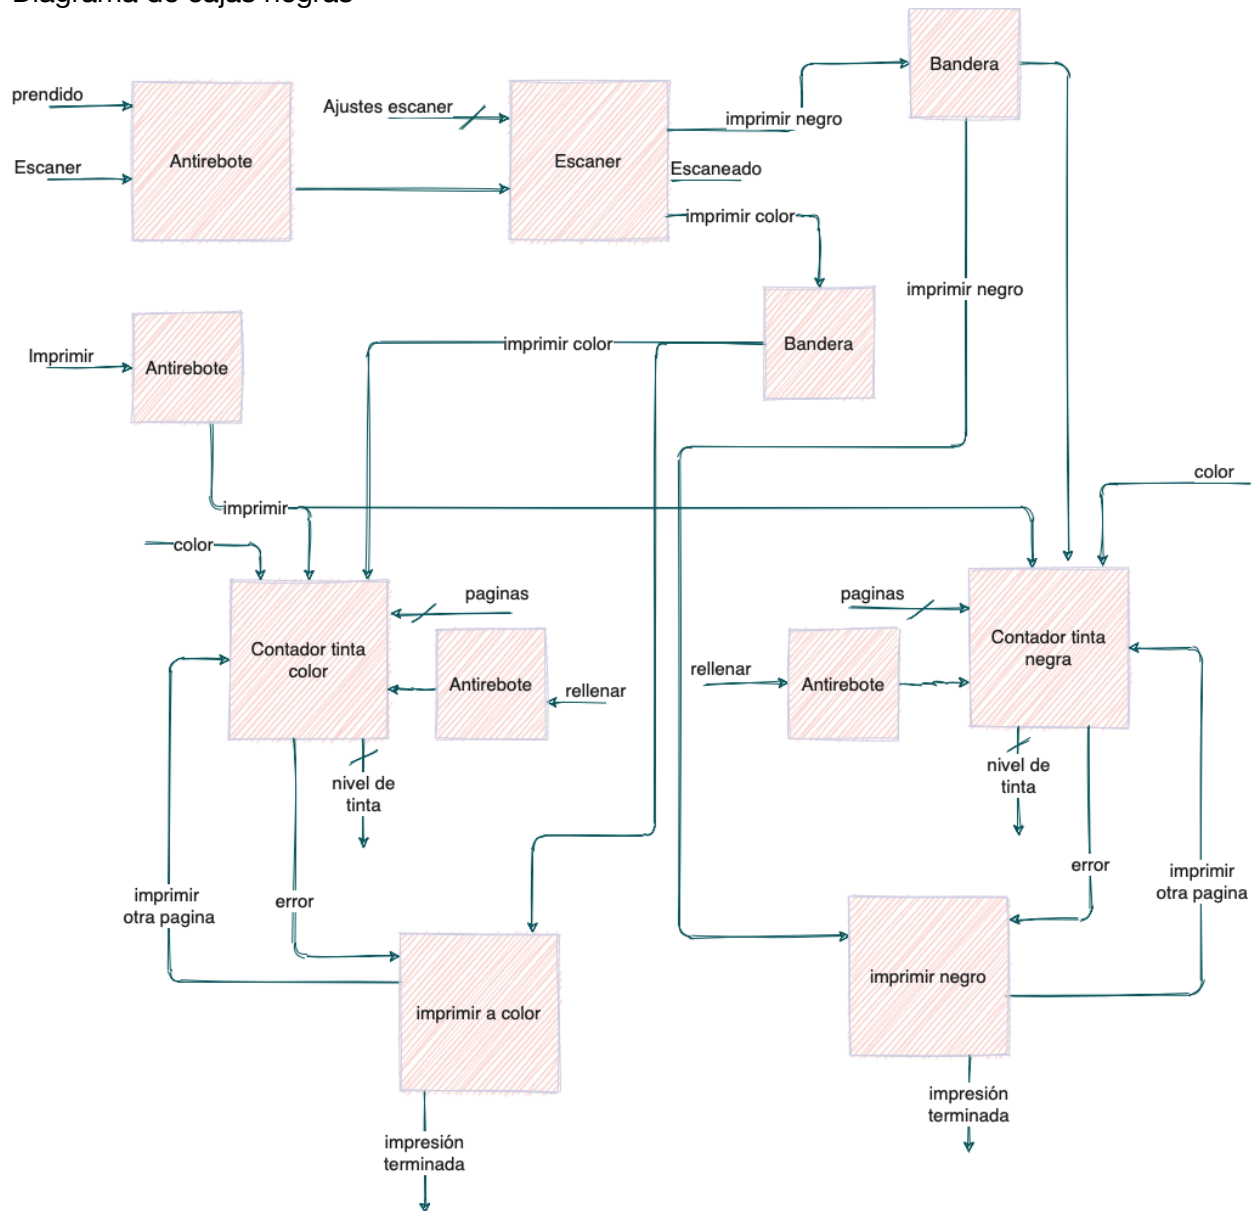 Diagrama de cajas negras
prendido
Escaner
Antirebote
Ajustes escaner
Escaner
imprimir negro
Escaneado
imprimir color
Bandera
imprimir negro
Bandera
imprimir color
Imprimir
Antirebote
imprimir
color
color
paginas
Contador tinta
color
Antirebote
rellenar
nivel de
tinta
imprimir
otra pagina
error
imprimir a color
impresión
terminada
paginas
Contador tinta
negra
rellenar
Antirebote
nivel de
tinta
error
imprimir
otra pagina
imprimir negro
impresión
terminada